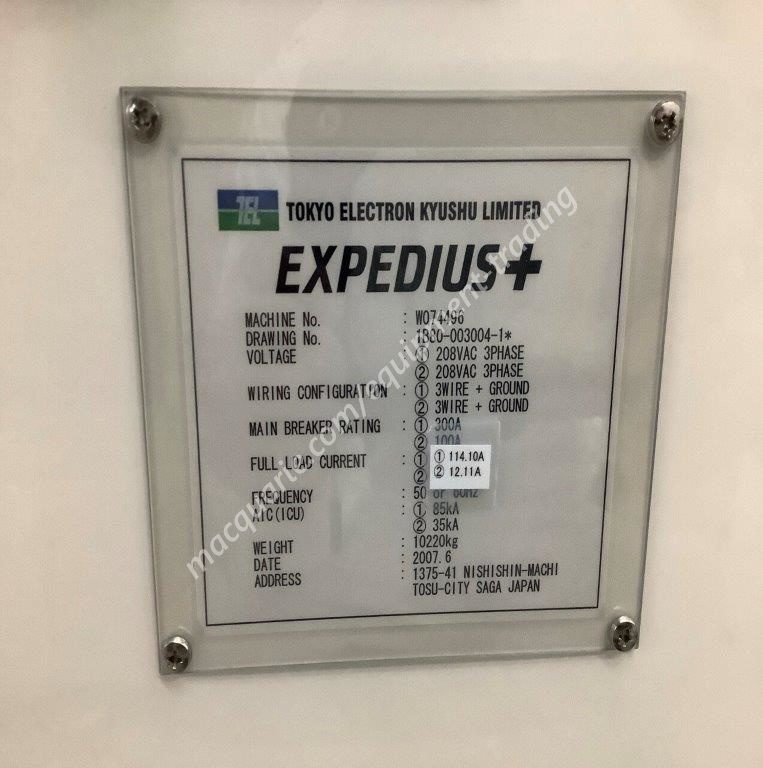 TEL TOKYO ELECTRON KYUSHU LIMITED
EXPEDIUS+
MACHINE No. : W074496
DRAWING No. : 1B80-003004-1*
VOLTAGE : ① 208VAC 3PHASE
② 208VAC 3PHASE
WIRING CONFIGURATION : ① 3WIRE + GROUND
② 3WIRE + GROUND
MAIN BREAKER RATING : ① 300A
② 100A
FULL LOAD CURRENT : ① ① 114.10A
② ② 12.11A
FREQUENCY : 50 or 60Hz
AIC(ICU) : ① 85kA
② 35kA
WEIGHT : 10220kg
DATE : 2007.6
ADDRESS : 1375-41 NISHISHIN-MACHI
TOSU-CITY SAGA JAPAN
macquarie.com/equipment-trading